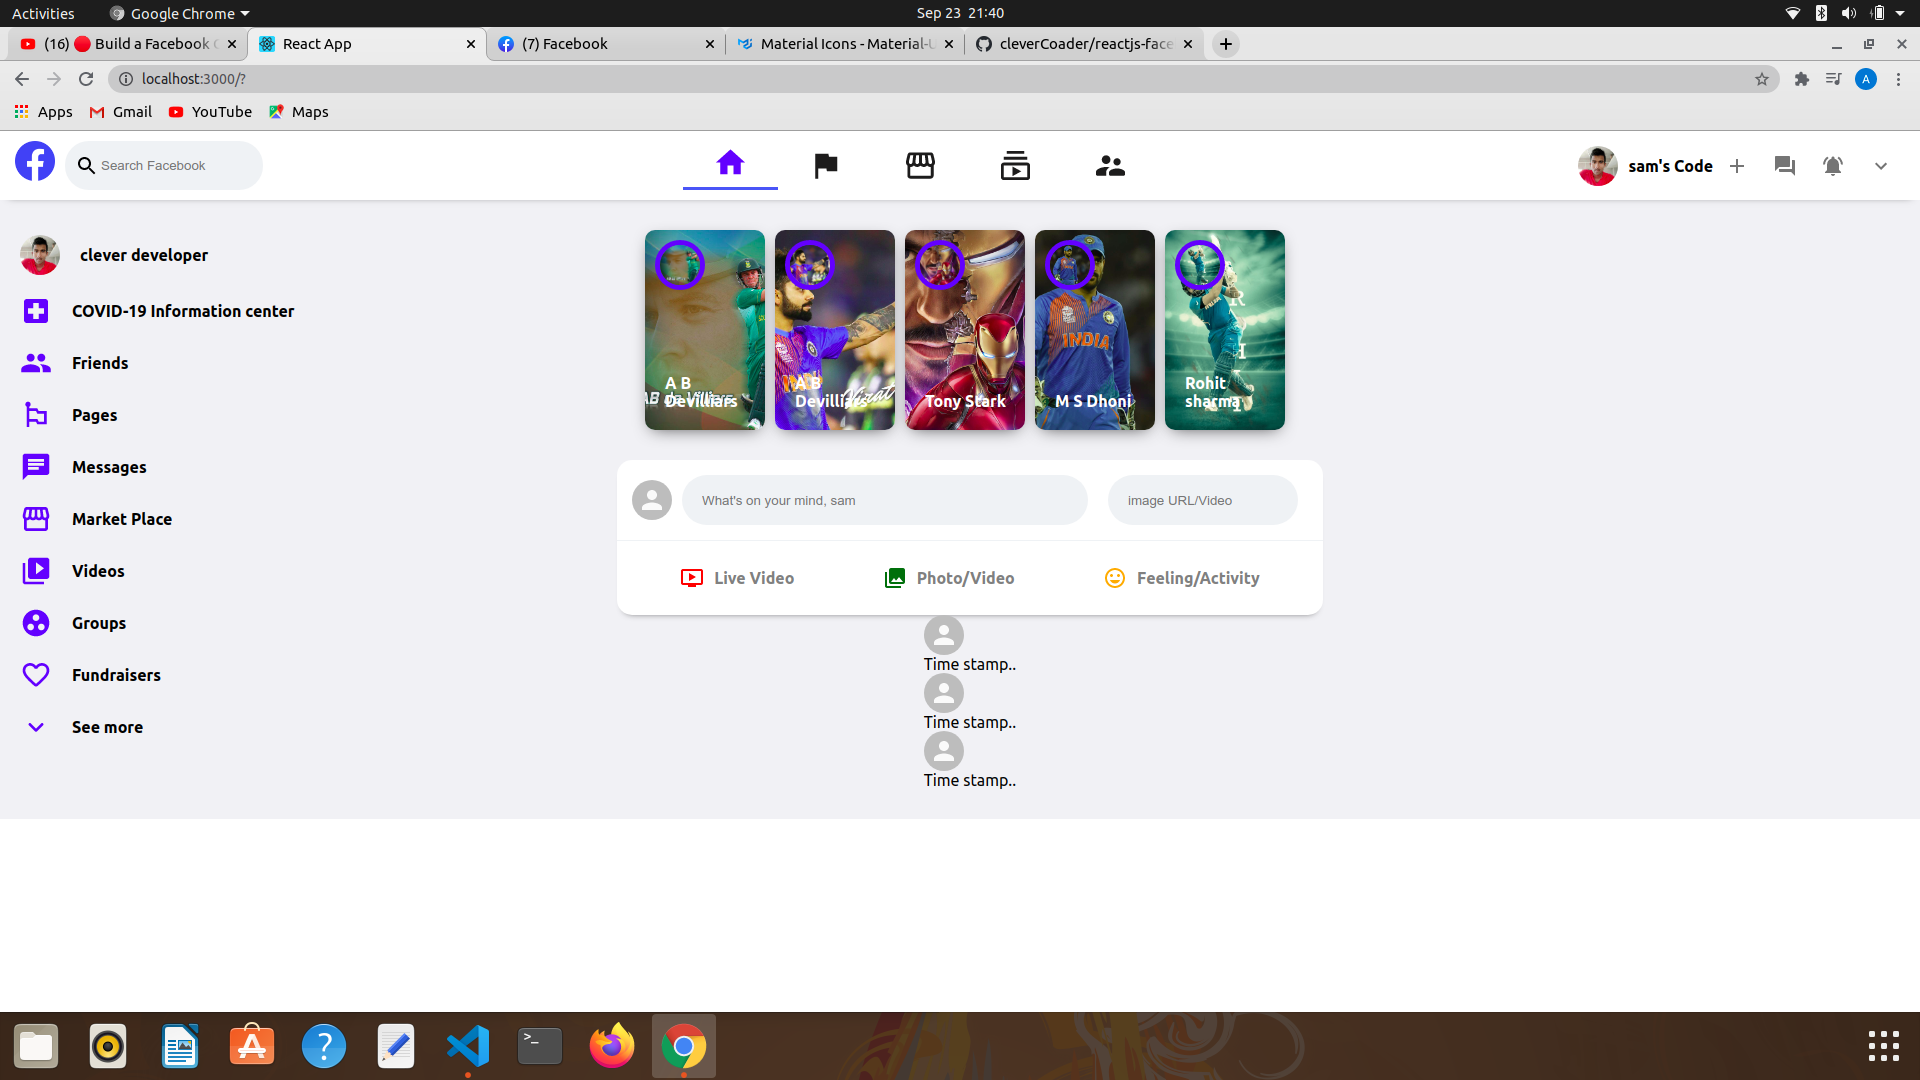 Activities
Google Chrome
Sep 23 21:40
(16) 🔴 Build a Facebook C
React App
(7) Facebook
Material Icons - Material-U
cleverCoader/reactjs-face
localhost:3000/?
A
Apps
Gmail
YouTube
Maps
Search Facebook
sam's Code
clever developer
COVID-19 Information center
Friends
Pages
Messages
Market Place
Videos
Groups
Fundraisers
See more
A B
Devilliars
A B
Devilliars
Virat
Tony Stark
INDIA
M S Dhoni
Rohit
sharma
What's on your mind, sam
image URL/Video
Live Video
Photo/Video
Feeling/Activity
Time stamp..
Time stamp..
Time stamp..